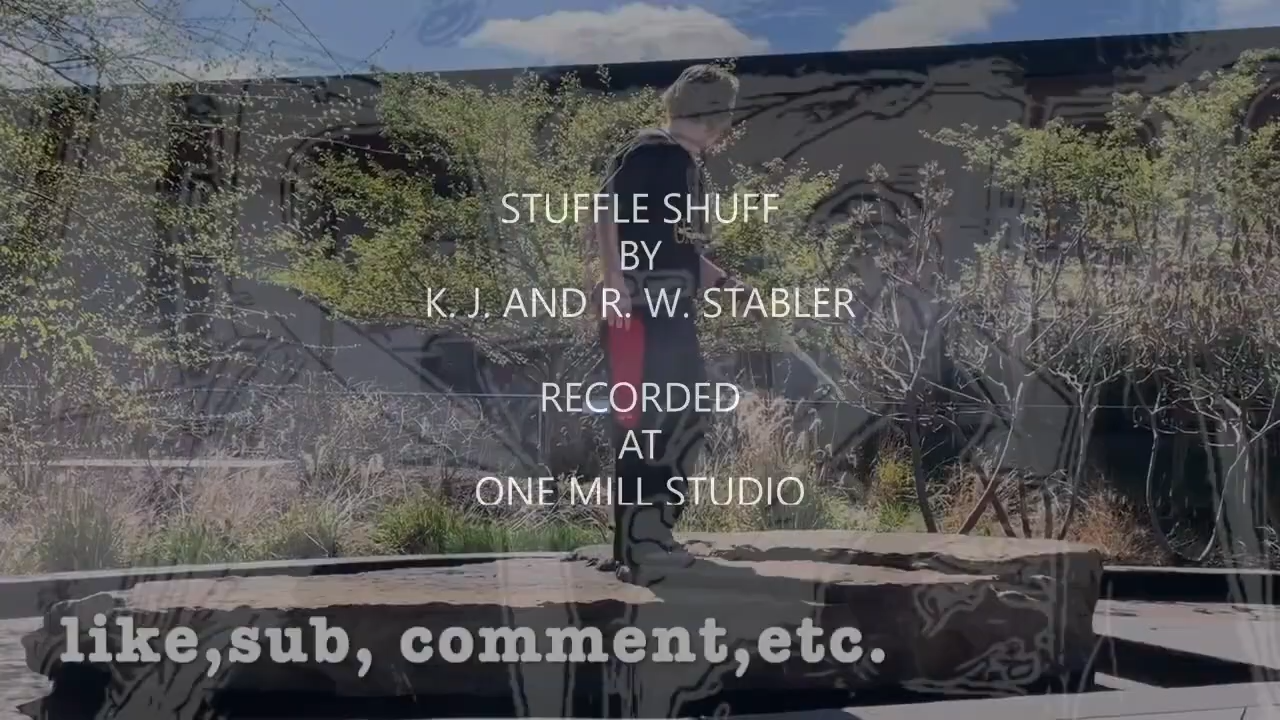 STUFFLE SHUFF
BY
K. J. AND R. W. STABLER
RECORDED
AT
ONE MILL STUDIO
like,sub, comment,etc.